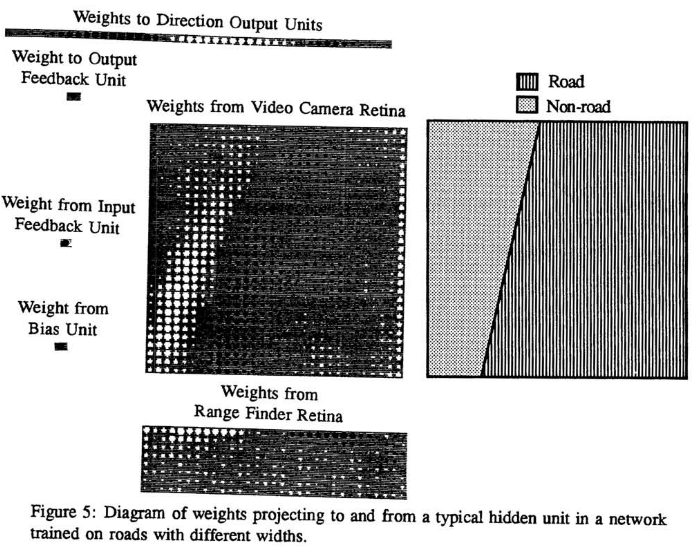 Weights to Direction Output Units
Weight to Output
Feedback Unit
Weights from Video Camera Retina
Road
Non-road
Weight from Input
Feedback Unit
Weight from
Bias Unit
Weights from
Range Finder Retina
Figure 5: Diagram of weights projecting to and from a typical hidden unit in a network
trained on roads with different widths.